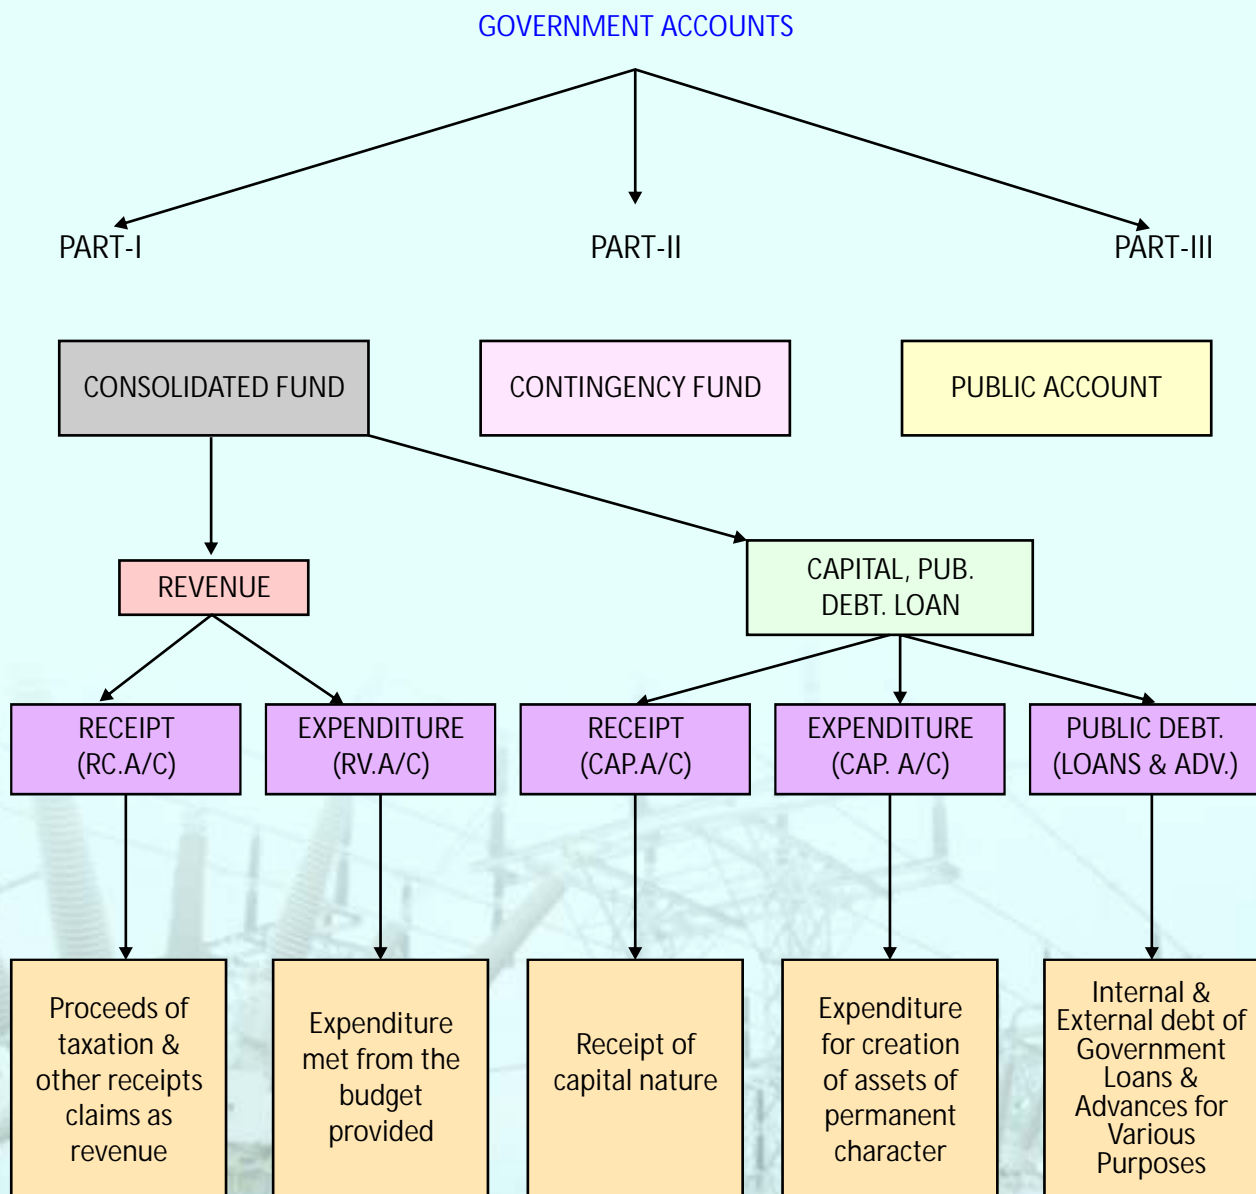 GOVERNMENT ACCOUNTS
PART-I
PART-II
PART-III
CONSOLIDATED FUND
CONTINGENCY FUND
PUBLIC ACCOUNT
REVENUE
CAPITAL, PUB.
DEBT. LOAN
RECEIPT
(RC.A/C)
EXPENDITURE
(RV.A/C)
RECEIPT
(CAP.A/C)
EXPENDITURE
(CAP. A/C)
PUBLIC DEBT.
(LOANS & ADV.)
Proceeds of
taxation &
other receipts
claims as
revenue
Expenditure
met from the
budget
provided
Receipt of
capital nature
Expenditure
for creation
of assets of
permanent
character
Internal &
External debt of
Government
Loans &
Advances for
Various
Purposes